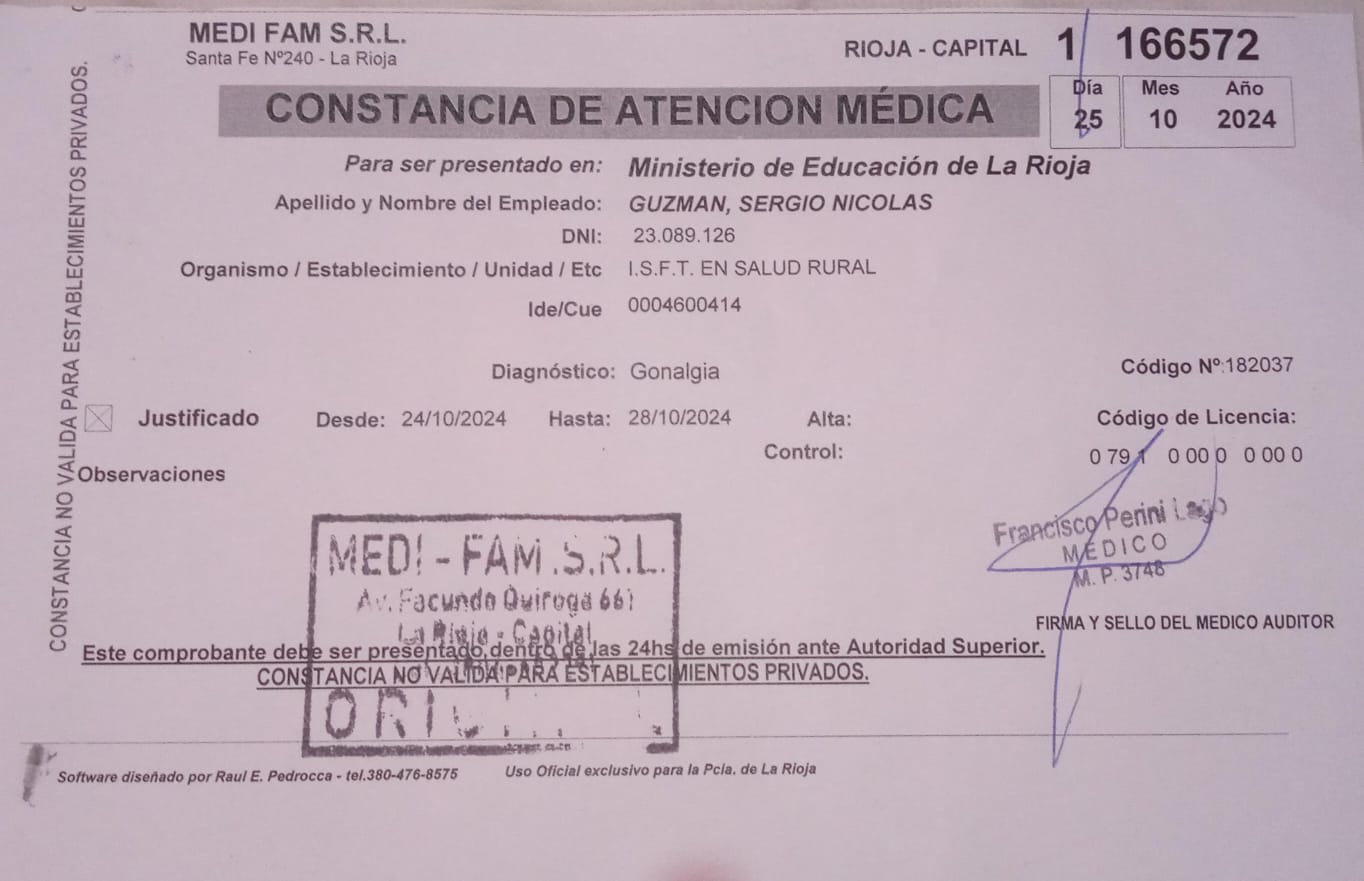 MEDI FAM S.R.L.
Santa Fe Nº240 - La Rioja
RIOJA - CAPITAL 1 166572
CONSTANCIA DE ATENCION MÉDICA
Día Mes Año
25 10 2024
Para ser presentado en: Ministerio de Educación de La Rioja
Apellido y Nombre del Empleado: GUZMAN, SERGIO NICOLAS
DNI: 23.089.126
Organismo / Establecimiento / Unidad / Etc I.S.F.T. EN SALUD RURAL
Ide/Cue 0004600414
Diagnóstico: Gonalgia
Código Nº:182037
Justificado Desde: 24/10/2024 Hasta: 28/10/2024 Alta:
Código de Licencia:
Control:
0 79 1 0 00 0 0 00 0
Observaciones
MEDI - FAM .S.R.L.
Av. Facundo Quiroga 661
La Rioja - Capital
Francisco Perini Lago
MÉDICO
M. P. 3748
FIRMA Y SELLO DEL MEDICO AUDITOR
Este comprobante debe ser presentado dentro de las 24hs de emisión ante Autoridad Superior.
CONSTANCIA NO VALIDA PARA ESTABLECIMIENTOS PRIVADOS.
Software diseñado por Raul E. Pedrocca - tel.380-476-8575
Uso Oficial exclusivo para la Pcia. de La Rioja
CONSTANCIA NO VALIDA PARA ESTABLECIMIENTOS PRIVADOS.